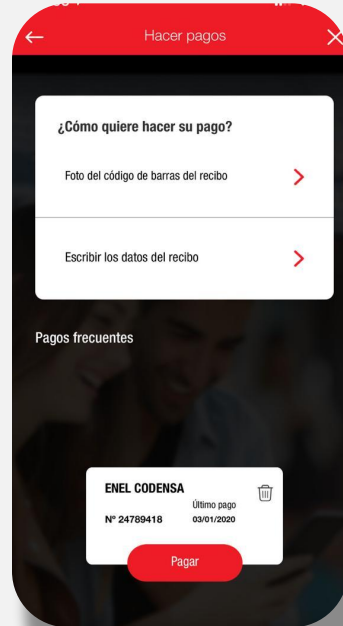 Hacer pagos
¿Cómo quiere hacer su pago?
Foto del código de barras del recibo
Escribir los datos del recibo
Pagos frecuentes
ENEL CODENSA
Último pago
Nº 24789418 03/01/2020
Pagar